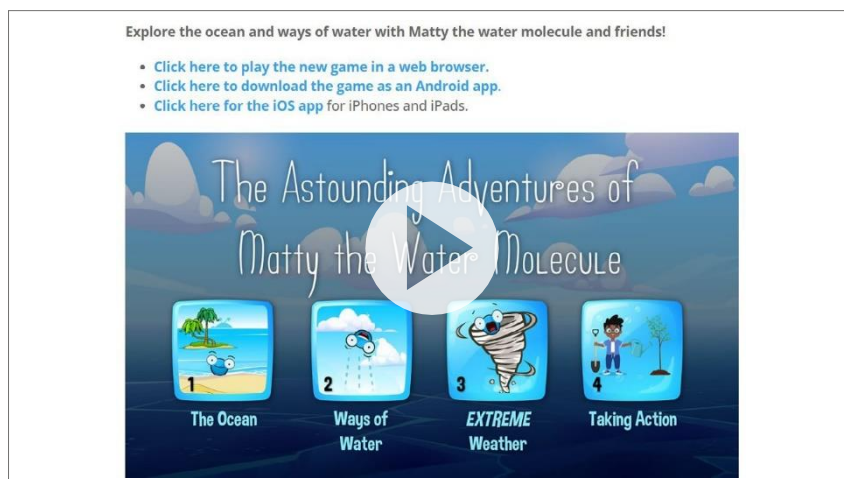 Explore the ocean and ways of water with Matty the water molecule and friends!
• Click here to play the new game in a web browser.
• Click here to download the game as an Android app.
• Click here for the iOS app for iPhones and iPads.
The Astounding Adventures of
Matty the Water Molecule
1
2
3
4
The Ocean
Ways of
Water
EXTREME
Weather
Taking Action